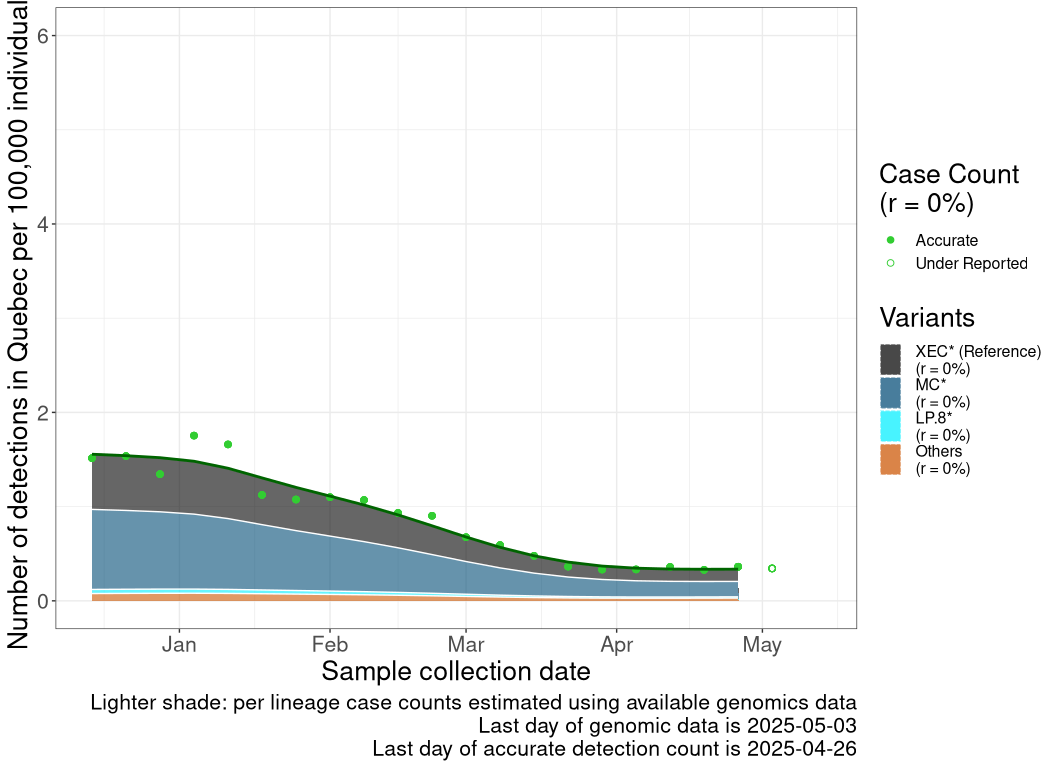 Number of detections in Quebec per 100,000 individual
6
4
2
0
Jan
Feb
Mar
Apr
May
Sample collection date
Case Count
(r = 0%)
Accurate
Under Reported
Variants
XEC* (Reference)
(r = 0%)
MC*
(r = 0%)
LP.8*
(r = 0%)
Others
(r = 0%)
Lighter shade: per lineage case counts estimated using available genomics data
Last day of genomic data is 2025-05-03
Last day of accurate detection count is 2025-04-26